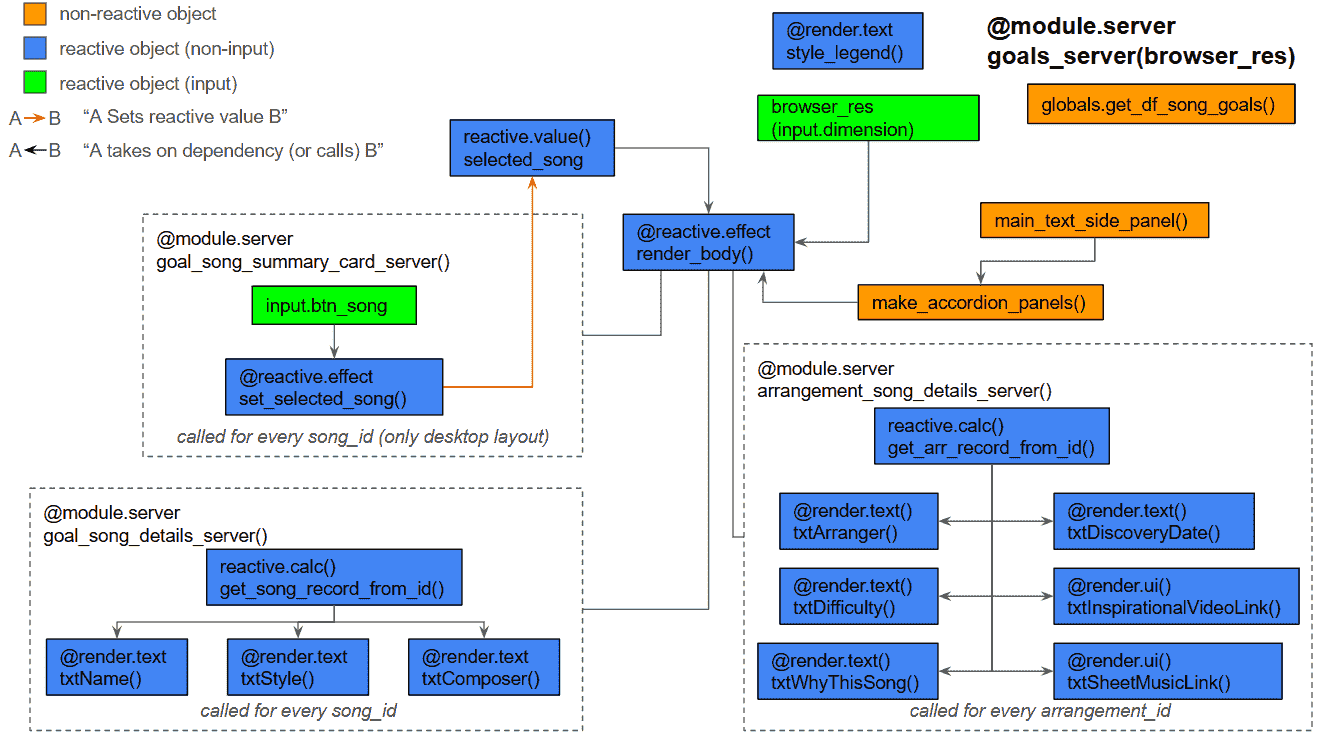 non-reactive object
reactive object (non-input)
reactive object (input)
A → B “A Sets reactive value B”
A ← B “A takes on dependency (or calls) B”
@render.text
style_legend()
@module.server
goals_server(browser_res)
globals.get_df_song_goals()
browser_res
(input.dimension)
reactive.value()
selected_song
@reactive.effect
render_body()
main_text_side_panel()
make_accordion_panels()
@module.server
goal_song_summary_card_server()
input.btn_song
@reactive.effect
set_selected_song()
called for every song_id (only desktop layout)
@module.server
goal_song_details_server()
reactive.calc()
get_song_record_from_id()
@render.text
txtName()
@render.text
txtStyle()
@render.text
txtComposer()
called for every song_id
@module.server
arrangement_song_details_server()
reactive.calc()
get_arr_record_from_id()
@render.text()
txtArranger()
@render.text()
txtDiscoveryDate()
@render.text()
txtDifficulty()
@render.ui()
txtInspirationalVideoLink()
@render.text()
txtWhyThisSong()
@render.ui()
txtSheetMusicLink()
called for every arrangement_id